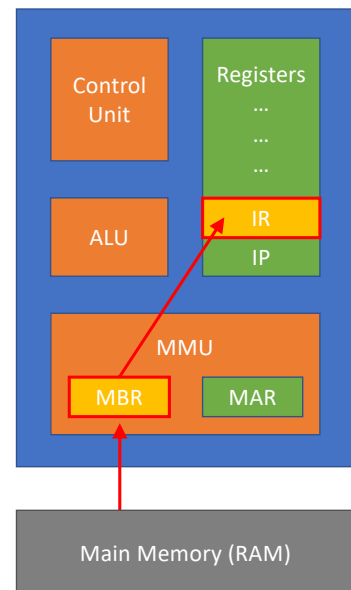 Control
Unit
Registers
...
...
...
ALU
IR
IP
MMU
MBR
MAR
Main Memory (RAM)